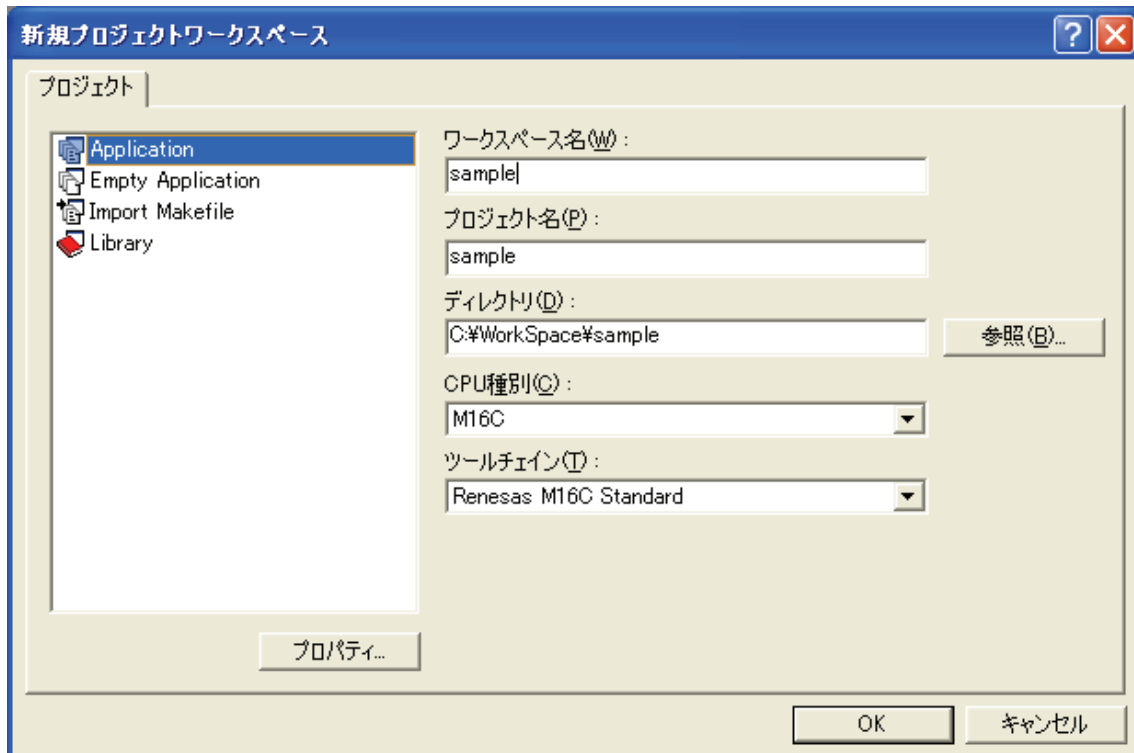 新規プロジェクトワークスペース
プロジェクト
Application
Empty Application
Import Makefile
Library
プロパティ...
ワークスペース名(W) :
sample
プロジェクト名(P) :
sample
ディレクトリ(D) :
C:¥WorkSpace¥sample
参照(B)...
CPU種別(C) :
M16C
ツールチェイン(T) :
Renesas M16C Standard
OK
キャンセル